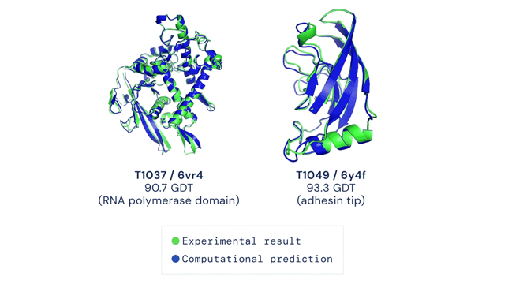 T1037 / 6vr4
90.7 GDT
(RNA polymerase domain)
T1049 / 6y4f
93.3 GDT
(adhesin tip)
Experimental result
Computational prediction